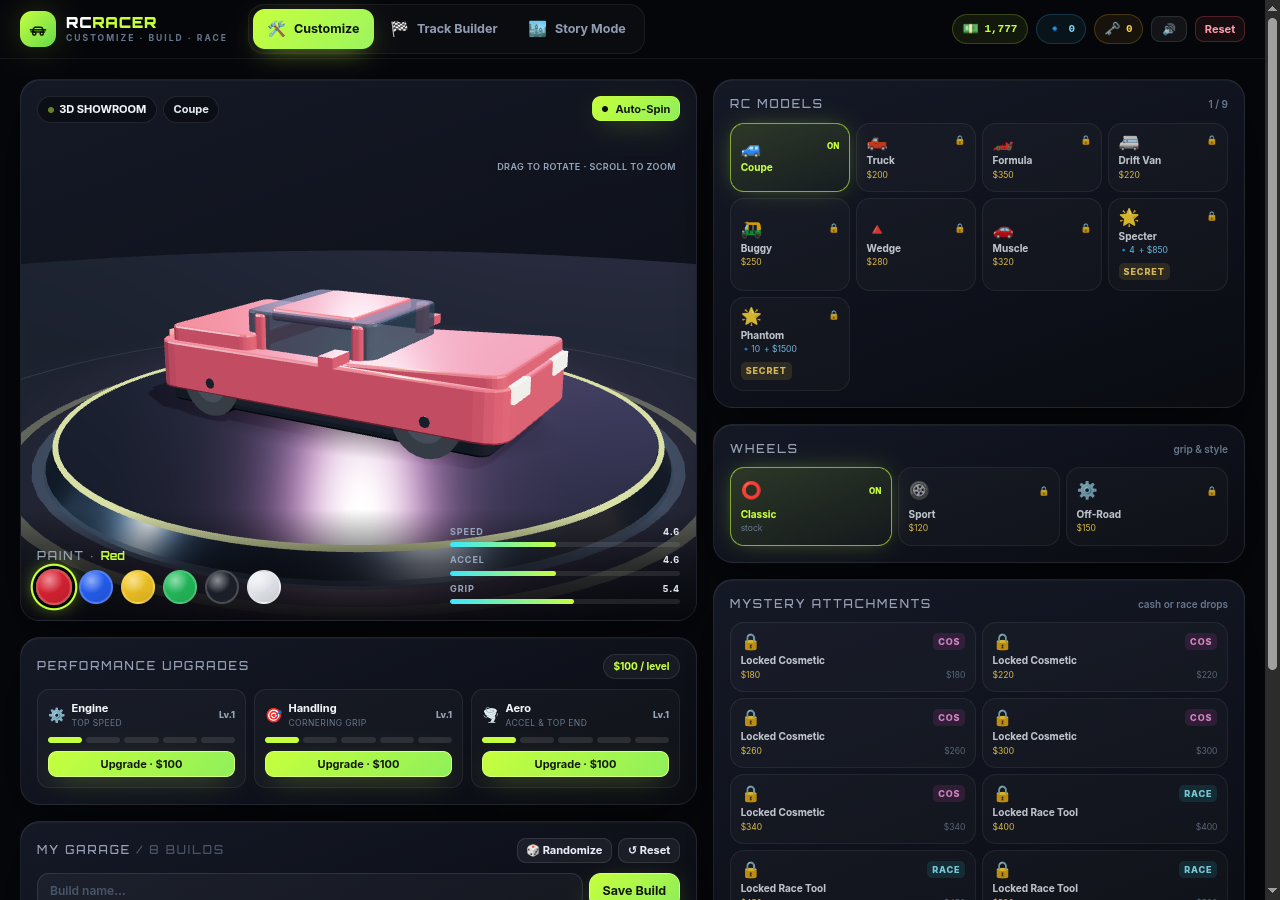 RCRACER
CUSTOMIZE · BUILD · RACE
Customize
Track Builder
Story Mode
1,777
0
0
Reset
3D SHOWROOM
Coupe
Auto-Spin
DRAG TO ROTATE · SCROLL TO ZOOM
PAINT · Red
SPEED 4.6
ACCEL 4.6
GRIP 5.4
PERFORMANCE UPGRADES
$100 / level
Engine
TOP SPEED
Lv.1
Upgrade · $100
Handling
CORNERING GRIP
Lv.1
Upgrade · $100
Aero
ACCEL & TOP END
Lv.1
Upgrade · $100
MY GARAGE / 8 BUILDS
Randomize
↺ Reset
Build name...
Save Build
RC MODELS
1 / 9
ON
Coupe
Truck
$200
Formula
$350
Drift Van
$220
Buggy
$250
Wedge
$280
Muscle
$320
Specter
4 + $850
SECRET
Phantom
10 + $1500
SECRET
WHEELS
grip & style
ON
Classic
stock
Sport
$120
Off-Road
$150
MYSTERY ATTACHMENTS
cash or race drops
COS
Locked Cosmetic
$180 $180
COS
Locked Cosmetic
$220 $220
COS
Locked Cosmetic
$260 $260
COS
Locked Cosmetic
$300 $300
COS
Locked Cosmetic
$340 $340
RACE
Locked Race Tool
$400 $400
RACE
Locked Race Tool
RACE
Locked Race Tool